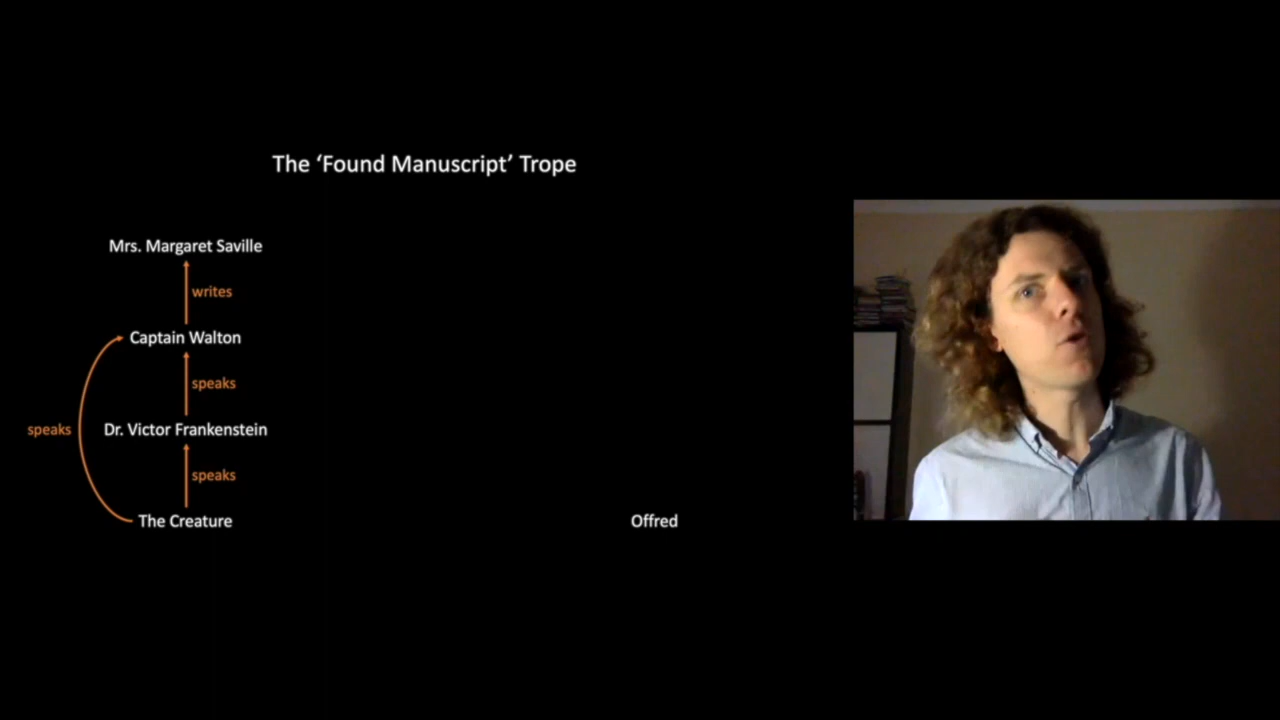 The ‘Found Manuscript’ Trope
Mrs. Margaret Saville
writes
Captain Walton
speaks
speaks
Dr. Victor Frankenstein
speaks
The Creature
Offred